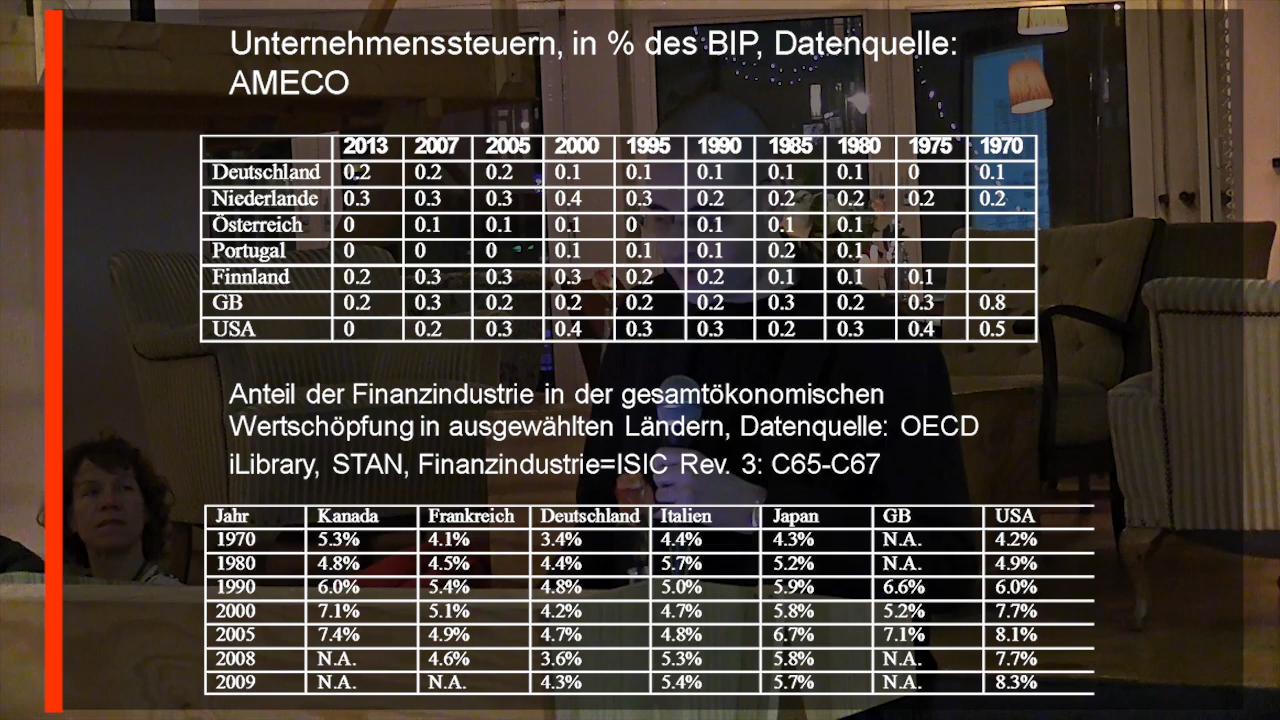 Unternehmenssteuern, in % des BIP, Datenquelle:
AMECO
2013 2007 2005 2000 1995 1990 1985 1980 1975 1970
Deutschland 0.2 0.2 0.2 0.1 0.1 0.1 0.1 0.1 0 0.1
Niederlande 0.3 0.3 0.3 0.4 0.3 0.2 0.2 0.2 0.2 0.2
Österreich 0 0.1 0.1 0.1 0 0.1 0.1 0.1
Portugal 0 0 0 0.1 0.1 0.1 0.2 0.1
Finnland 0.2 0.3 0.3 0.3 0.2 0.2 0.1 0.1 0.1
GB 0.2 0.3 0.2 0.2 0.2 0.2 0.3 0.2 0.3 0.8
USA 0 0.2 0.3 0.4 0.3 0.3 0.2 0.3 0.4 0.5
Anteil der Finanzindustrie in der gesamtökonomischen
Wertschöpfung in ausgewählten Ländern, Datenquelle: OECD
iLibrary, STAN, Finanzindustrie=ISIC Rev. 3: C65-C67
Jahr Kanada Frankreich Deutschland Italien Japan GB USA
1970 5.3% 4.1% 3.4% 4.4% 4.3% N.A. 4.2%
1980 4.8% 4.5% 4.4% 5.7% 5.2% N.A. 4.9%
1990 6.0% 5.4% 4.8% 5.0% 5.9% 6.6% 6.0%
2000 7.1% 5.1% 4.2% 4.7% 5.8% 5.2% 7.7%
2005 7.4% 4.9% 4.7% 4.8% 6.7% 7.1% 8.1%
2008 N.A. 4.6% 3.6% 5.3% 5.8% N.A. 7.7%
2009 N.A. N.A. 4.3% 5.4% 5.7% N.A. 8.3%